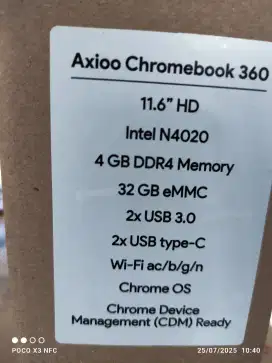 Axioo Chromebook 360
11.6” HD
Intel N4020
4 GB DDR4 Memory
32 GB eMMC
2x USB 3.0
2x USB type-C
Wi-Fi ac/b/g/n
Chrome OS
Chrome Device
Management (CDM) Ready
POCO X3 NFC
25/07/2025 10:40